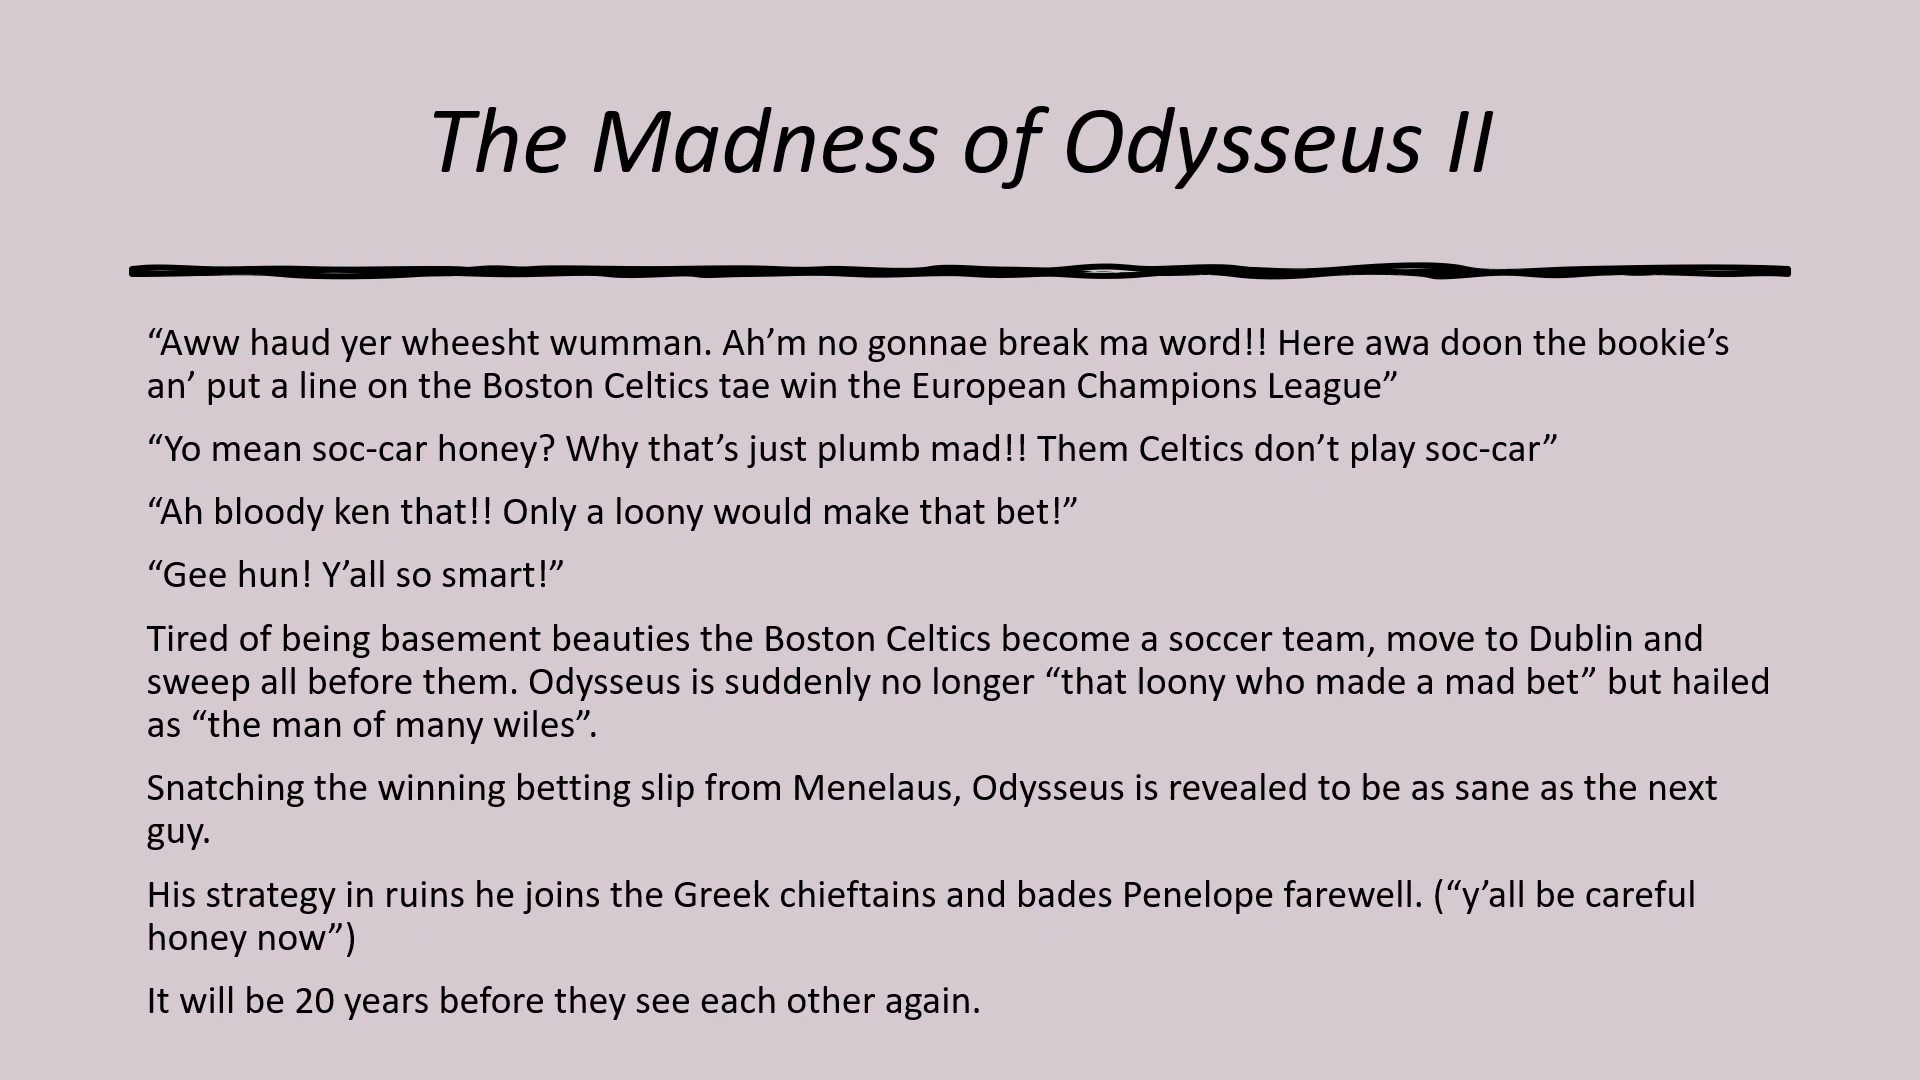 The Madness of Odysseus II
“Aww haud yer wheesht wumman. Ah’m no gonnae break ma word!! Here awa doon the bookie’s
an’ put a line on the Boston Celtics tae win the European Champions League”
“Yo mean soc-car honey? Why that’s just plumb mad!! Them Celtics don’t play soc-car”
“Ah bloody ken that!! Only a loony would make that bet!”
“Gee hun! Y’all so smart!”
Tired of being basement beauties the Boston Celtics become a soccer team, move to Dublin and
sweep all before them. Odysseus is suddenly no longer “that loony who made a mad bet” but hailed
as “the man of many wiles”.
Snatching the winning betting slip from Menelaus, Odysseus is revealed to be as sane as the next
guy.
His strategy in ruins he joins the Greek chieftains and bades Penelope farewell. (“y’all be careful
honey now”)
It will be 20 years before they see each other again.